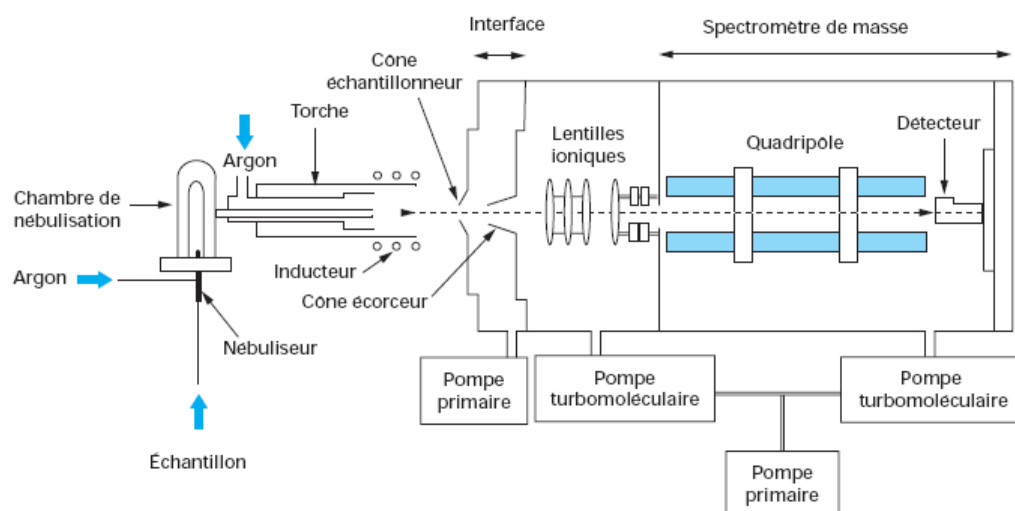 Interface
Spectromètre de masse
Cône
échantillonneur
Torche
Argon
Lentilles
ioniques
Quadripôle
Détecteur
Chambre de
nébulisation
Argon
Inducteur
Cône écorceur
Nébuliseur
Échantillon
Pompe
primaire
Pompe
turbomoléculaire
Pompe
turbomoléculaire
Pompe
primaire